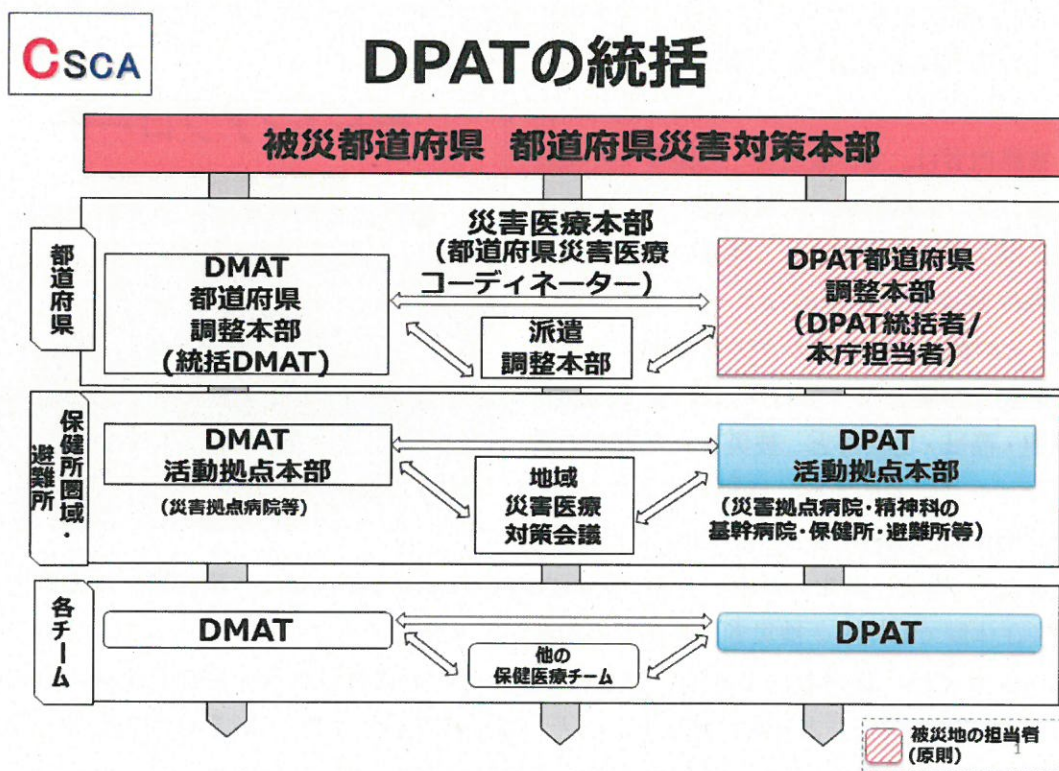 CSCA
DPATの統括
被災都道府県 都道府県災害対策本部
都道府県
災害医療本部
(都道府県災害医療
コーディネーター)
DMAT
都道府県
調整本部
(統括DMAT)
派遣
調整本部
DPAT都道府県
調整本部
(DPAT統括者/
本庁担当者)
保健所圏域・
避難所
DMAT
活動拠点本部
(災害拠点病院等)
地域
災害医療
対策会議
DPAT
活動拠点本部
(災害拠点病院・精神科の
基幹病院・保健所・避難所等)
各チーム
DMAT
他の
保健医療チーム
DPAT
被災地の担当者
(原則)
1